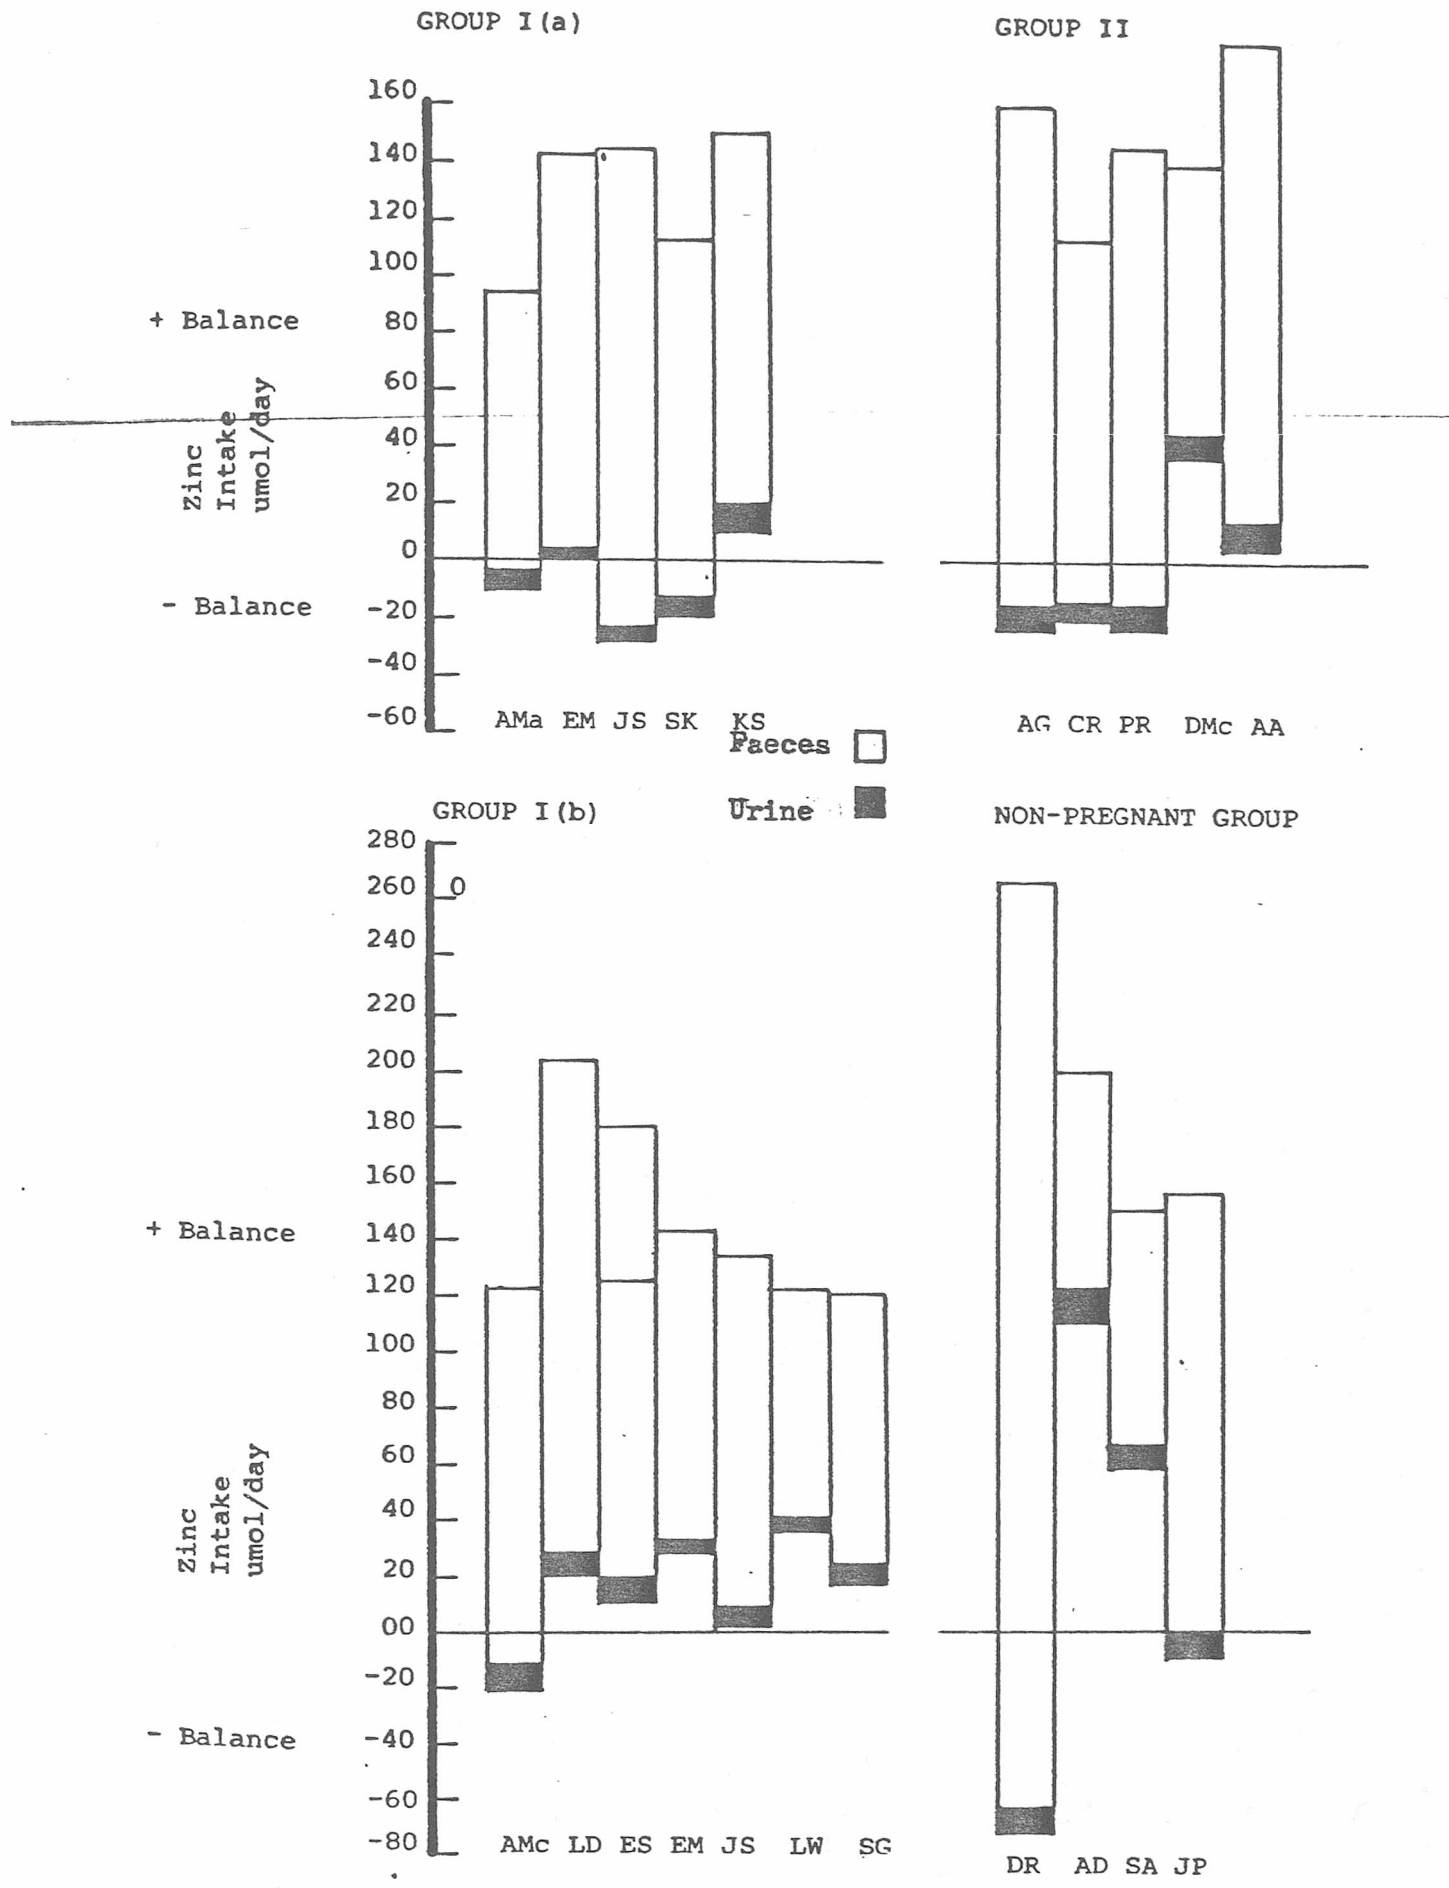 GROUP I(a)
GROUP II
160
140
120
100
80
60
40
20
0
-20
-40
-60
+ Balance
Zinc
Intake
umol/day
- Balance
AMa EM JS SK KS
AG CR PR DMc AA
Faeces
Urine
GROUP I(b)
NON-PREGNANT GROUP
280
260 0
240
220
200
180
160
140
120
100
80
60
40
20
00
-20
-40
-60
-80
+ Balance
Zinc
Intake
umol/day
- Balance
AMc LD ES EM JS LW SG
DR AD SA JP